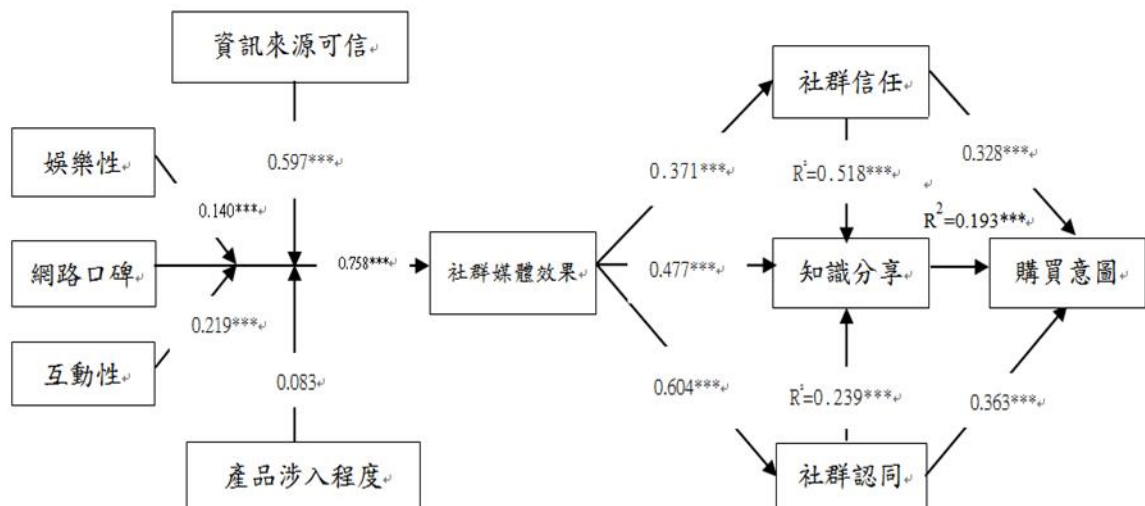 資訊來源可信
社群信任
娛樂性
0.597***
0.371***
R²=0.518***
0.328***
0.140***
R²=0.193***
網路口碑
0.758***
社群媒體效果
0.477***
知識分享
購買意圖
0.219***
互動性
0.083
0.604***
R²=0.239***
0.363***
產品涉入程度
社群認同